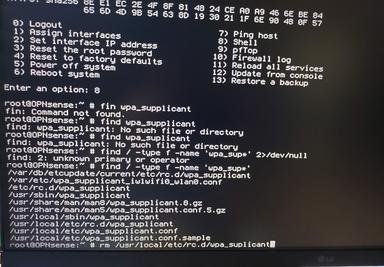 HTTPS: sha256 8E E1 EC 2E 4F 8F 81 48 24 CE A0 A9 46 6E BE 84
65 6D 4D 9B 54 63 8D 19 30 21 1F 6E 90 48 0F 57
0) Logout
7) Ping host
1) Assign interfaces
8) Shell
2) Set interface IP address
9) pfTop
3) Reset the root password
10) Firewall log
4) Reset to factory defaults
11) Reload all services
5) Power off system
12) Update from console
6) Reboot system
13) Restore a backup
Enter an option: 8
root@OPNsense:~ # fin wpa_supplicant
fin: Command not found.
root@OPNsense:~ # find wpa_supplicant
find: wpa_supplicant: No such file or directory
root@OPNsense:~ # find wpa_suplicant
find: wpa_suplicant: No such file or directory
root@OPNsense:~ # find / -type f -name 'wpa_sup*' 2>/dev/null
find: 2: unknown primary or operator
root@OPNsense:~ # find / -type f -name 'wpa_sup*'
/var/db/etcupdate/current/etc/rc.d/wpa_supplicant
/var/etc/wpa_supplicant_iwlwifi0_wlan0.conf
/etc/rc.d/wpa_supplicant
/usr/sbin/wpa_supplicant
/usr/share/man/man8/wpa_supplicant.8.gz
/usr/share/man/man5/wpa_supplicant.conf.5.gz
/usr/local/sbin/wpa_supplicant
/usr/local/etc/rc.d/wpa_supplicant
/usr/local/etc/wpa_supplicant.conf
/usr/local/etc/wpa_supplicant.conf.sample
root@OPNsense:~ # rm /usr/local/etc/rc.d/wpa_suplicant
LG